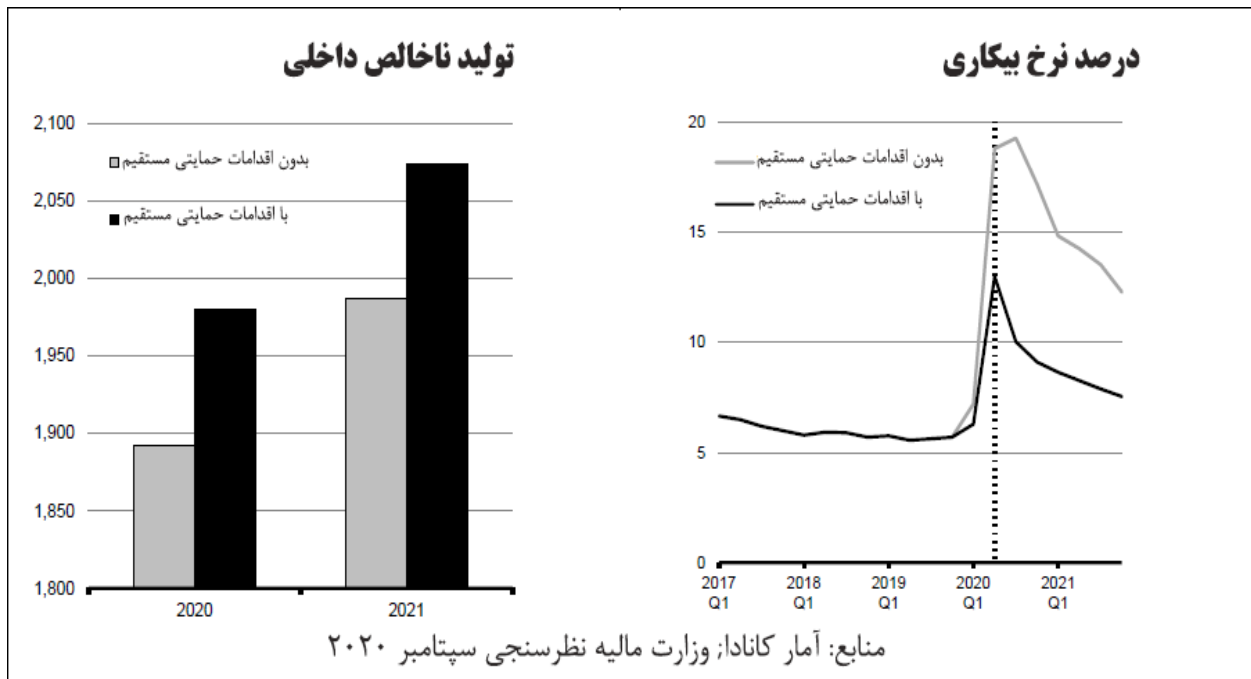 درصد نرخ بیکاری
20
15
10
5
0
بدون اقدامات حمایتی مستقیم
با اقدامات حمایتی مستقیم
2017 2018 2019 2020 2021
Q1 Q1 Q1 Q1 Q1
تولید ناخالص داخلی
2,100
2,050
2,000
1,950
1,900
1,850
1,800
بدون اقدامات حمایتی مستقیم
با اقدامات حمایتی مستقیم
2020 2021
منابع: آمار کانادا; وزارت مالیه نظرسنجی سپتامبر ۲۰۲۰